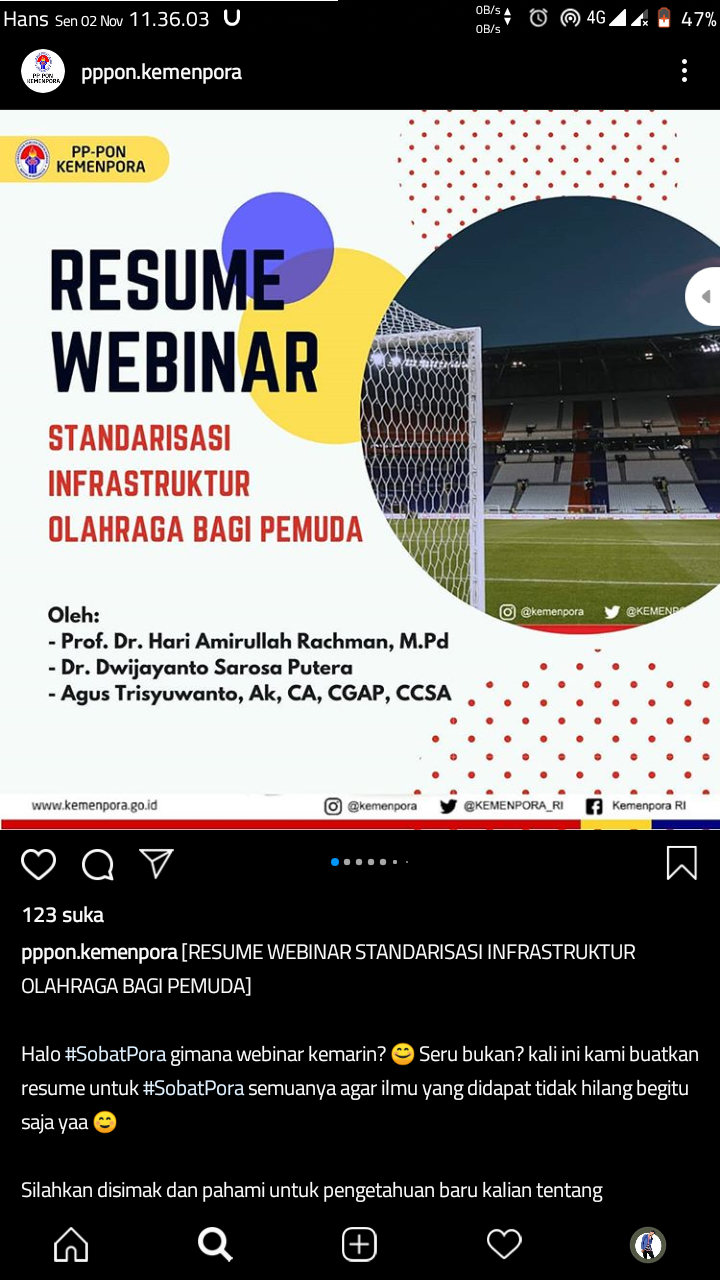 Hans Sen 02 Nov 11.36.03
0B/s
0B/s
4G
47%
PP-PON KEMENPORA
pppon.kemenpora
PP-PON
KEMENPORA
RESUME
WEBINAR
STANDARISASI
INFRASTRUKTUR
OLAHRAGA BAGI PEMUDA
@kemenpora @KEMENP
Oleh:
- Prof. Dr. Hari Amirullah Rachman, M.Pd
- Dr. Dwijayanto Sarosa Putera
- Agus Trisyuwanto, Ak, CA, CGAP, CCSA
www.kemenpora.go.id @kemenpora @KEMENPORA_RI Kemenpora RI
123 suka
pppon.kemenpora [RESUME WEBINAR STANDARISASI INFRASTRUKTUR
OLAHRAGA BAGI PEMUDA]
Halo #SobatPora gimana webinar kemarin? 😊 Seru bukan? kali ini kami buatkan
resume untuk #SobatPora semuanya agar ilmu yang didapat tidak hilang begitu
saja yaa 😊
Silahkan disimak dan pahami untuk pengetahuan baru kalian tentang